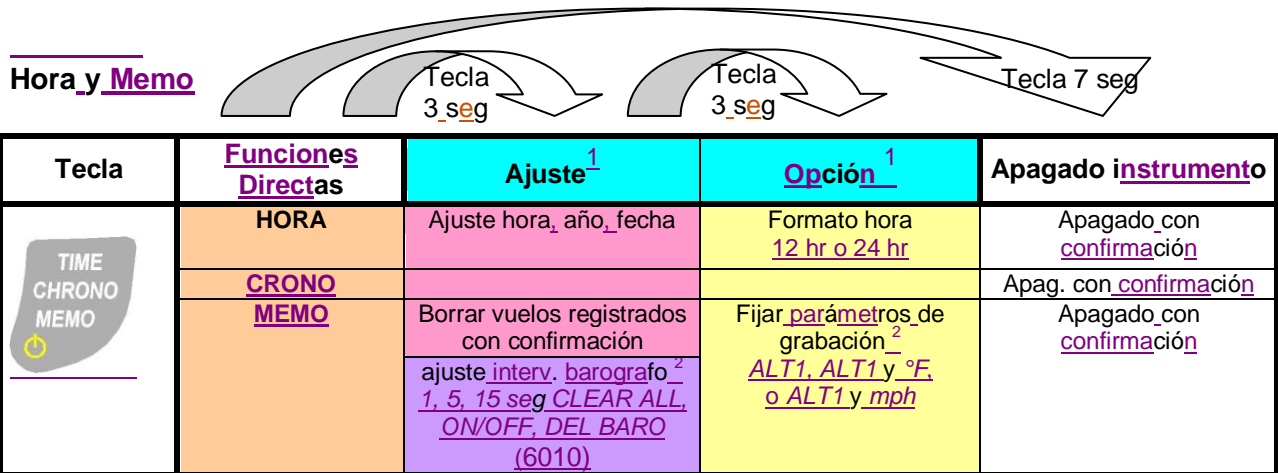 Hora y Memo
Tecla
3 seg
Tecla
3 seg
Tecla 7 seg
Tecla
Funciones
Directas
Ajuste 1
Opción 1
Apagado instrumento
TIME
CHRONO
MEMO
HORA
Ajuste hora, año, fecha
Formato hora
12 hr o 24 hr
Apagado con
confirmación
CRONO
Apag. con confirmación
MEMO
Borrar vuelos registrados
con confirmación
ajuste interv. barografo 2
1, 5, 15 seg CLEAR ALL,
ON/OFF, DEL BARO
(6010)
Fijar parámetros de
grabación 2
ALT1, ALT1 y °F,
o ALT1 y mph
Apagado con
confirmación